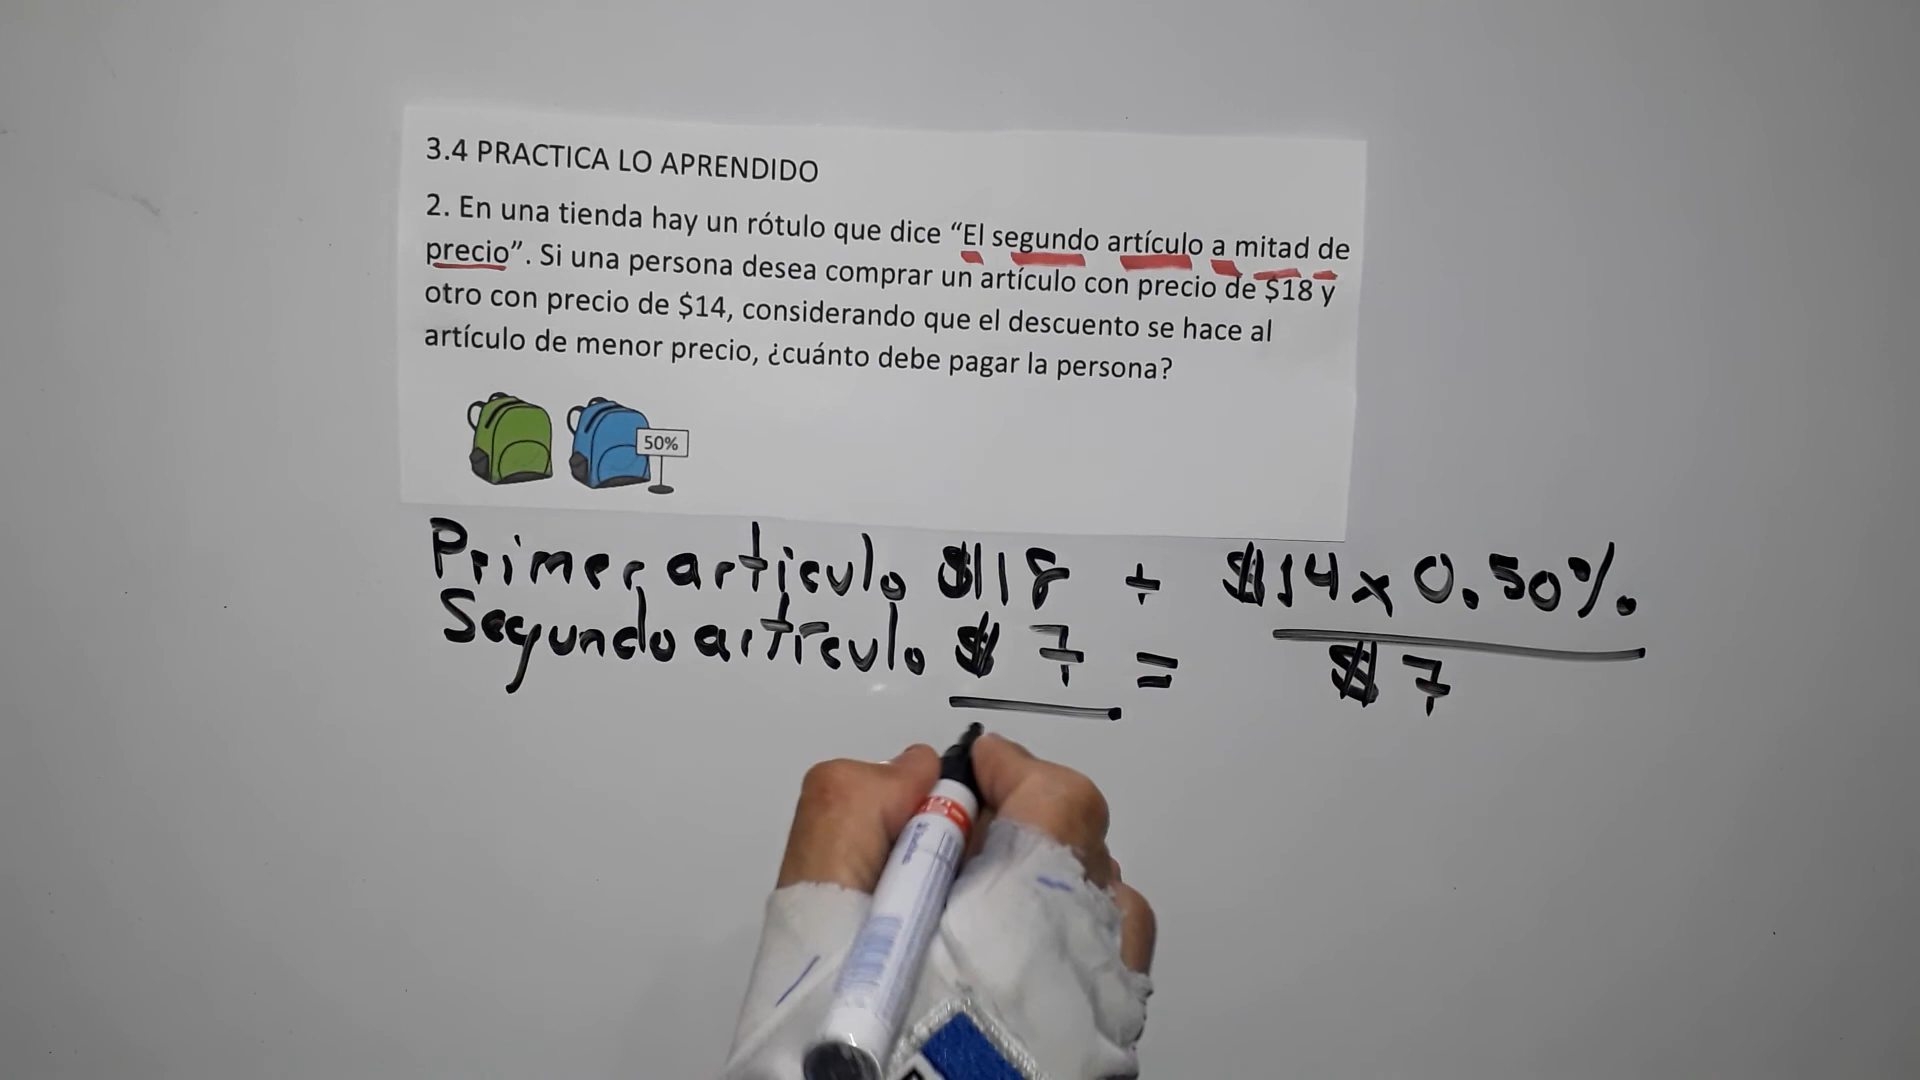 3.4 PRACTICA LO APRENDIDO
2. En una tienda hay un rótulo que dice “El segundo artículo a mitad de
precio”. Si una persona desea comprar un artículo con precio de $18 y
otro con precio de $14, considerando que el descuento se hace al
artículo de menor precio, ¿cuánto debe pagar la persona?
50%
Primer articulo $18 + $14 x 0.50%
Segundo articulo $ 7 = $ 7